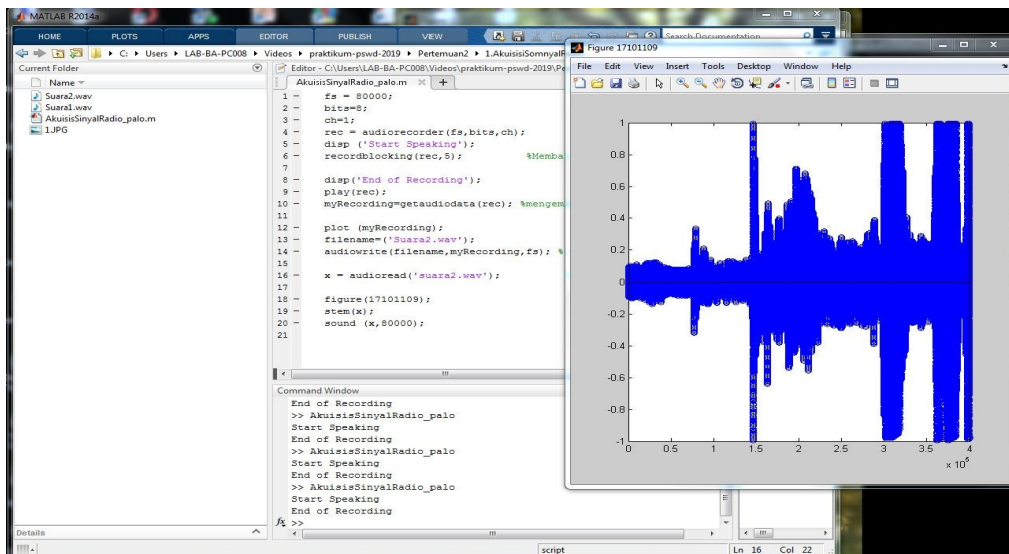 MATLAB R2014a
HOME PLOTS APPS EDITOR PUBLISH VIEW Search Documentation
C: Users LAB-BA-PC008 Videos praktikum-pswd-2019 Pertemuan2
Current Folder
Name
Suara2.wav
Suara1.wav
AkuisisSinyalRadio_palo.m
1.JPG
Details
Editor - C:\Users\LAB-BA-PC008\Videos\praktikum-pswd-2019\Pe
AkuisisSinyalRadio_palo.m
1 - fs = 80000;
2 - bits=8;
3 - ch=1;
4 - rec = audiorecorder(fs,bits,ch);
5 - disp ('Start Speaking');
6 - recordblocking(rec,5); %Memba
7
8 - disp('End of Recording');
9 - play(rec);
10 - myRecording=getaudiodata(rec); %mengem
11
12 - plot (myRecording);
13 - filename=('Suara2.wav');
14 - audiowrite(filename,myRecording,fs); %
15
16 - x = audioread('suara2.wav');
17
18 - figure(17101109);
19 - stem(x);
20 - sound (x,80000);
21
Command Window
End of Recording
>> AkuisisSinyalRadio_palo
Start Speaking
End of Recording
>> AkuisisSinyalRadio_palo
Start Speaking
End of Recording
>> AkuisisSinyalRadio_palo
Start Speaking
End of Recording
fx >>
script Ln 16 Col 22
Figure 17101109
File Edit View Insert Tools Desktop Window Help
1
0.8
0.6
0.4
0.2
0
-0.2
-0.4
-0.6
-0.8
-1
0 0.5 1 1.5 2 2.5 3 3.5 4
x 10^5